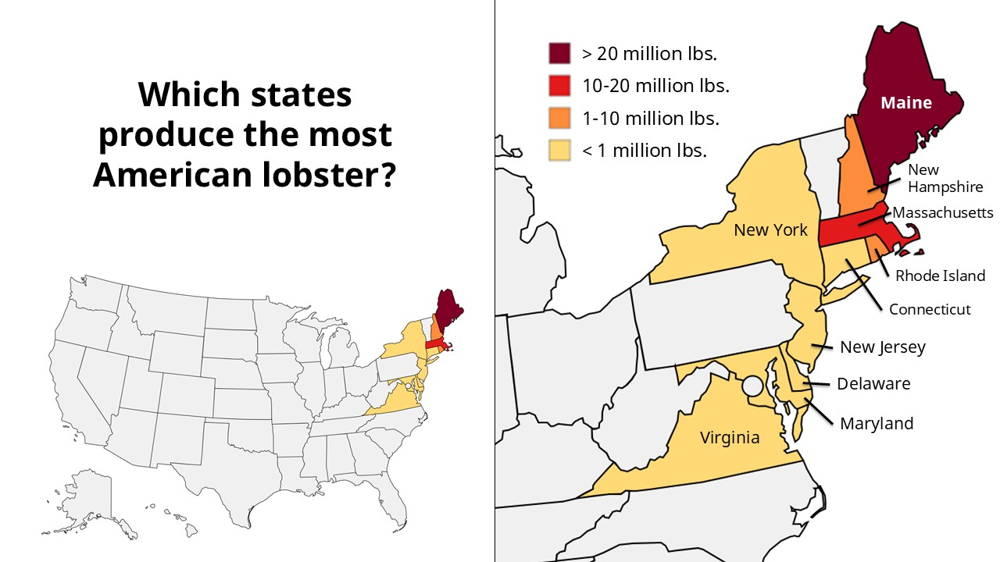 Which states
produce the most
American lobster?
> 20 million lbs.
10-20 million lbs.
1-10 million lbs.
< 1 million lbs.
Maine
New
Hampshire
Massachusetts
New York
Rhode Island
Connecticut
New Jersey
Delaware
Maryland
Virginia